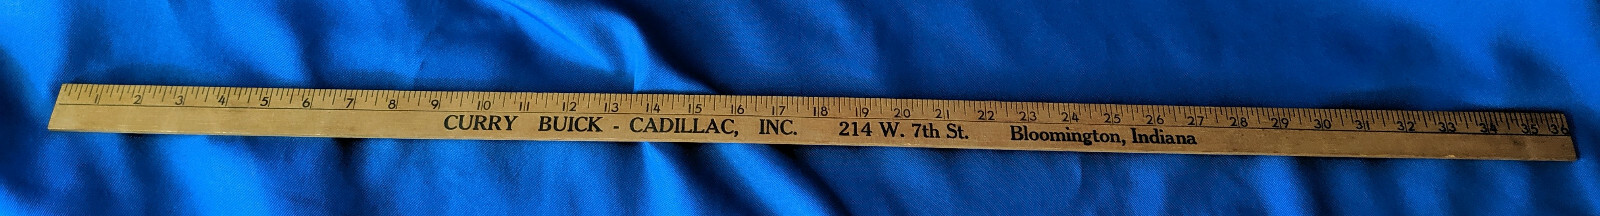 1 2 3 4 5 6 7 8 9 10 11 12 13 14 15 16 17 18 19 20 21 22 23 24 25 26 27 28 29 30 31 32 33 34 35 36
CURRY BUICK - CADILLAC, INC. 214 W. 7th St. Bloomington, Indiana